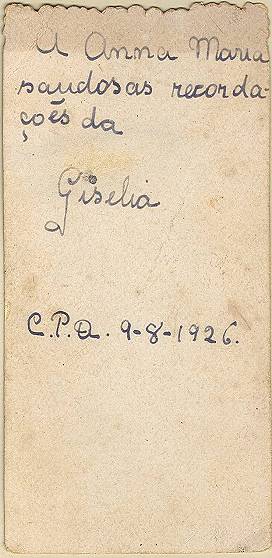 A Anna Maria
saudosas recorda-
ções da
Giselia
C.P.A. 9-8-1926.